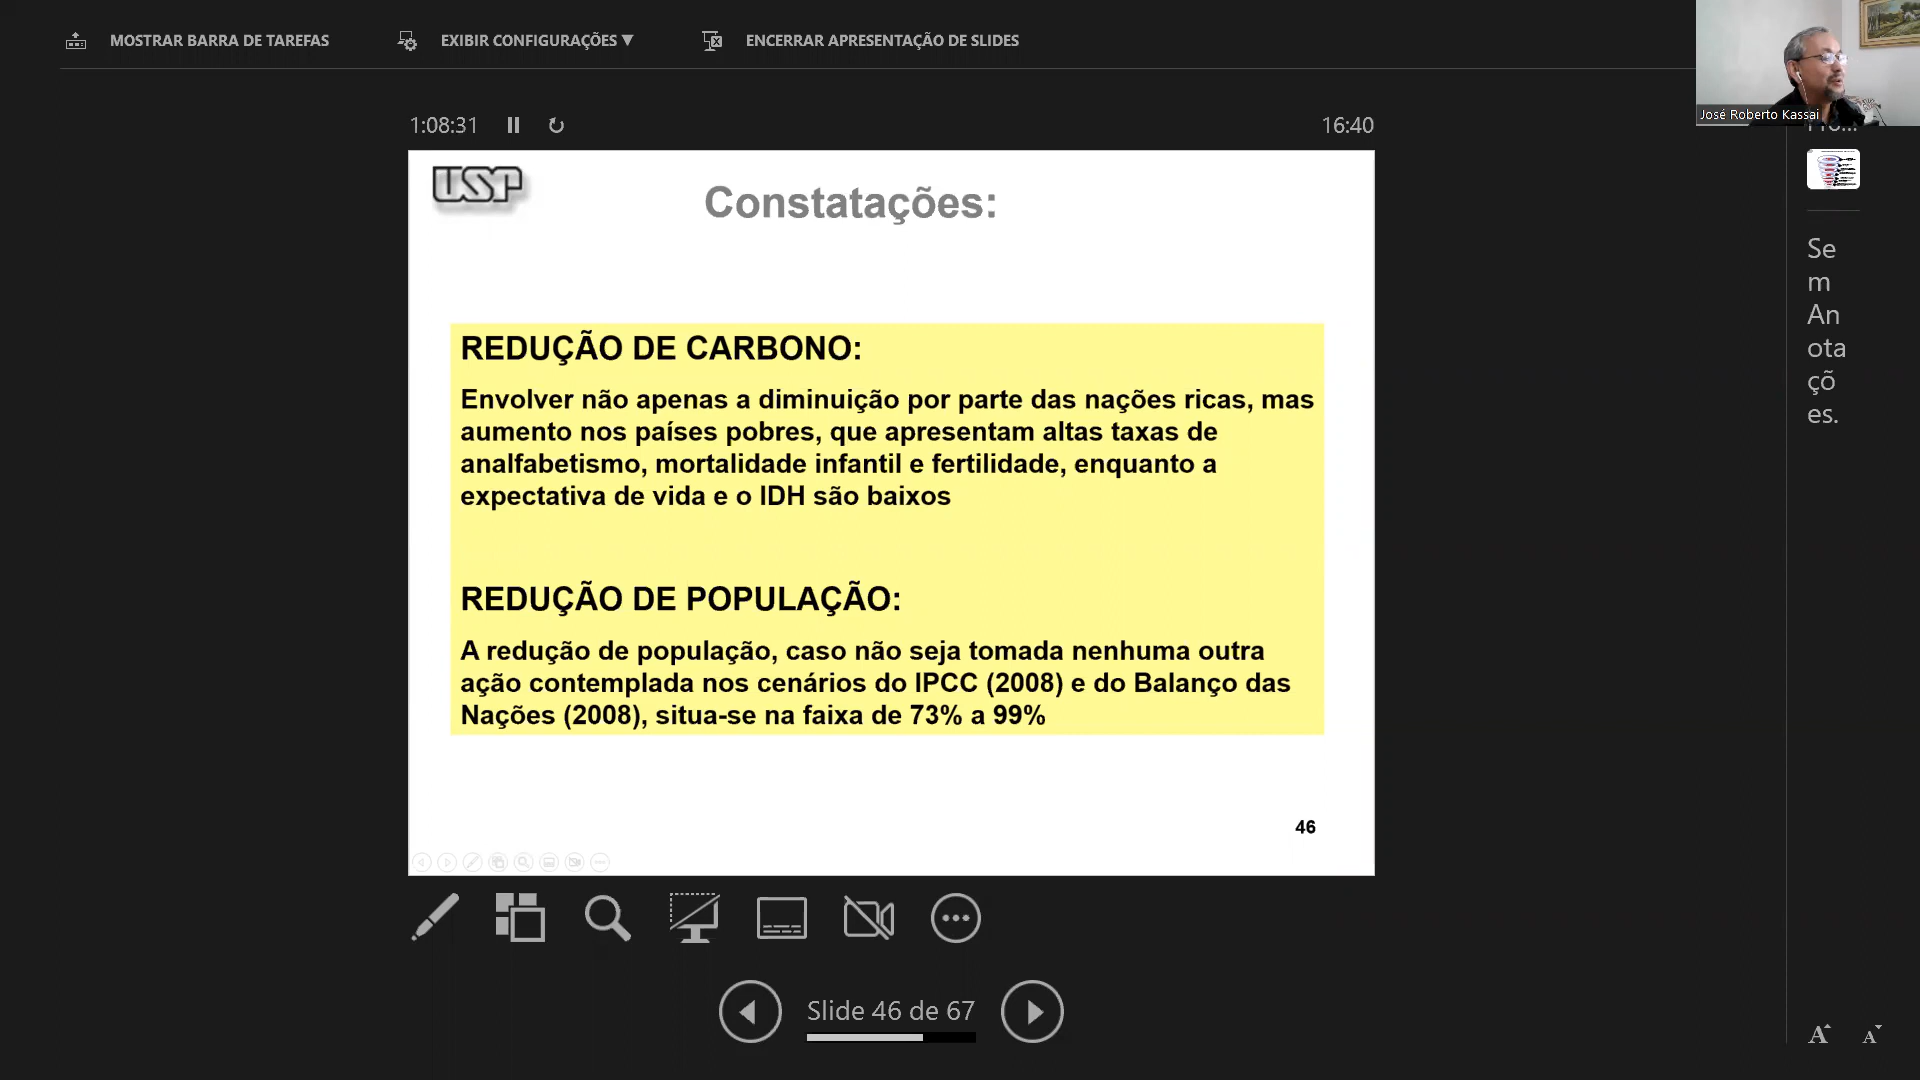 MOSTRAR BARRA DE TAREFAS
EXIBIR CONFIGURAÇÕES ▼
ENCERRAR APRESENTAÇÃO DE SLIDES
José Roberto Kassai
1:08:31
16:40
USP
Constatações:
REDUÇÃO DE CARBONO:
Envolver não apenas a diminuição por parte das nações ricas, mas
aumento nos países pobres, que apresentam altas taxas de
analfabetismo, mortalidade infantil e fertilidade, enquanto a
expectativa de vida e o IDH são baixos
REDUÇÃO DE POPULAÇÃO:
A redução de população, caso não seja tomada nenhuma outra
ação contemplada nos cenários do IPCC (2008) e do Balanço das
Nações (2008), situa-se na faixa de 73% a 99%
46
Se
m
An
ota
çõ
es.
Slide 46 de 67
A A